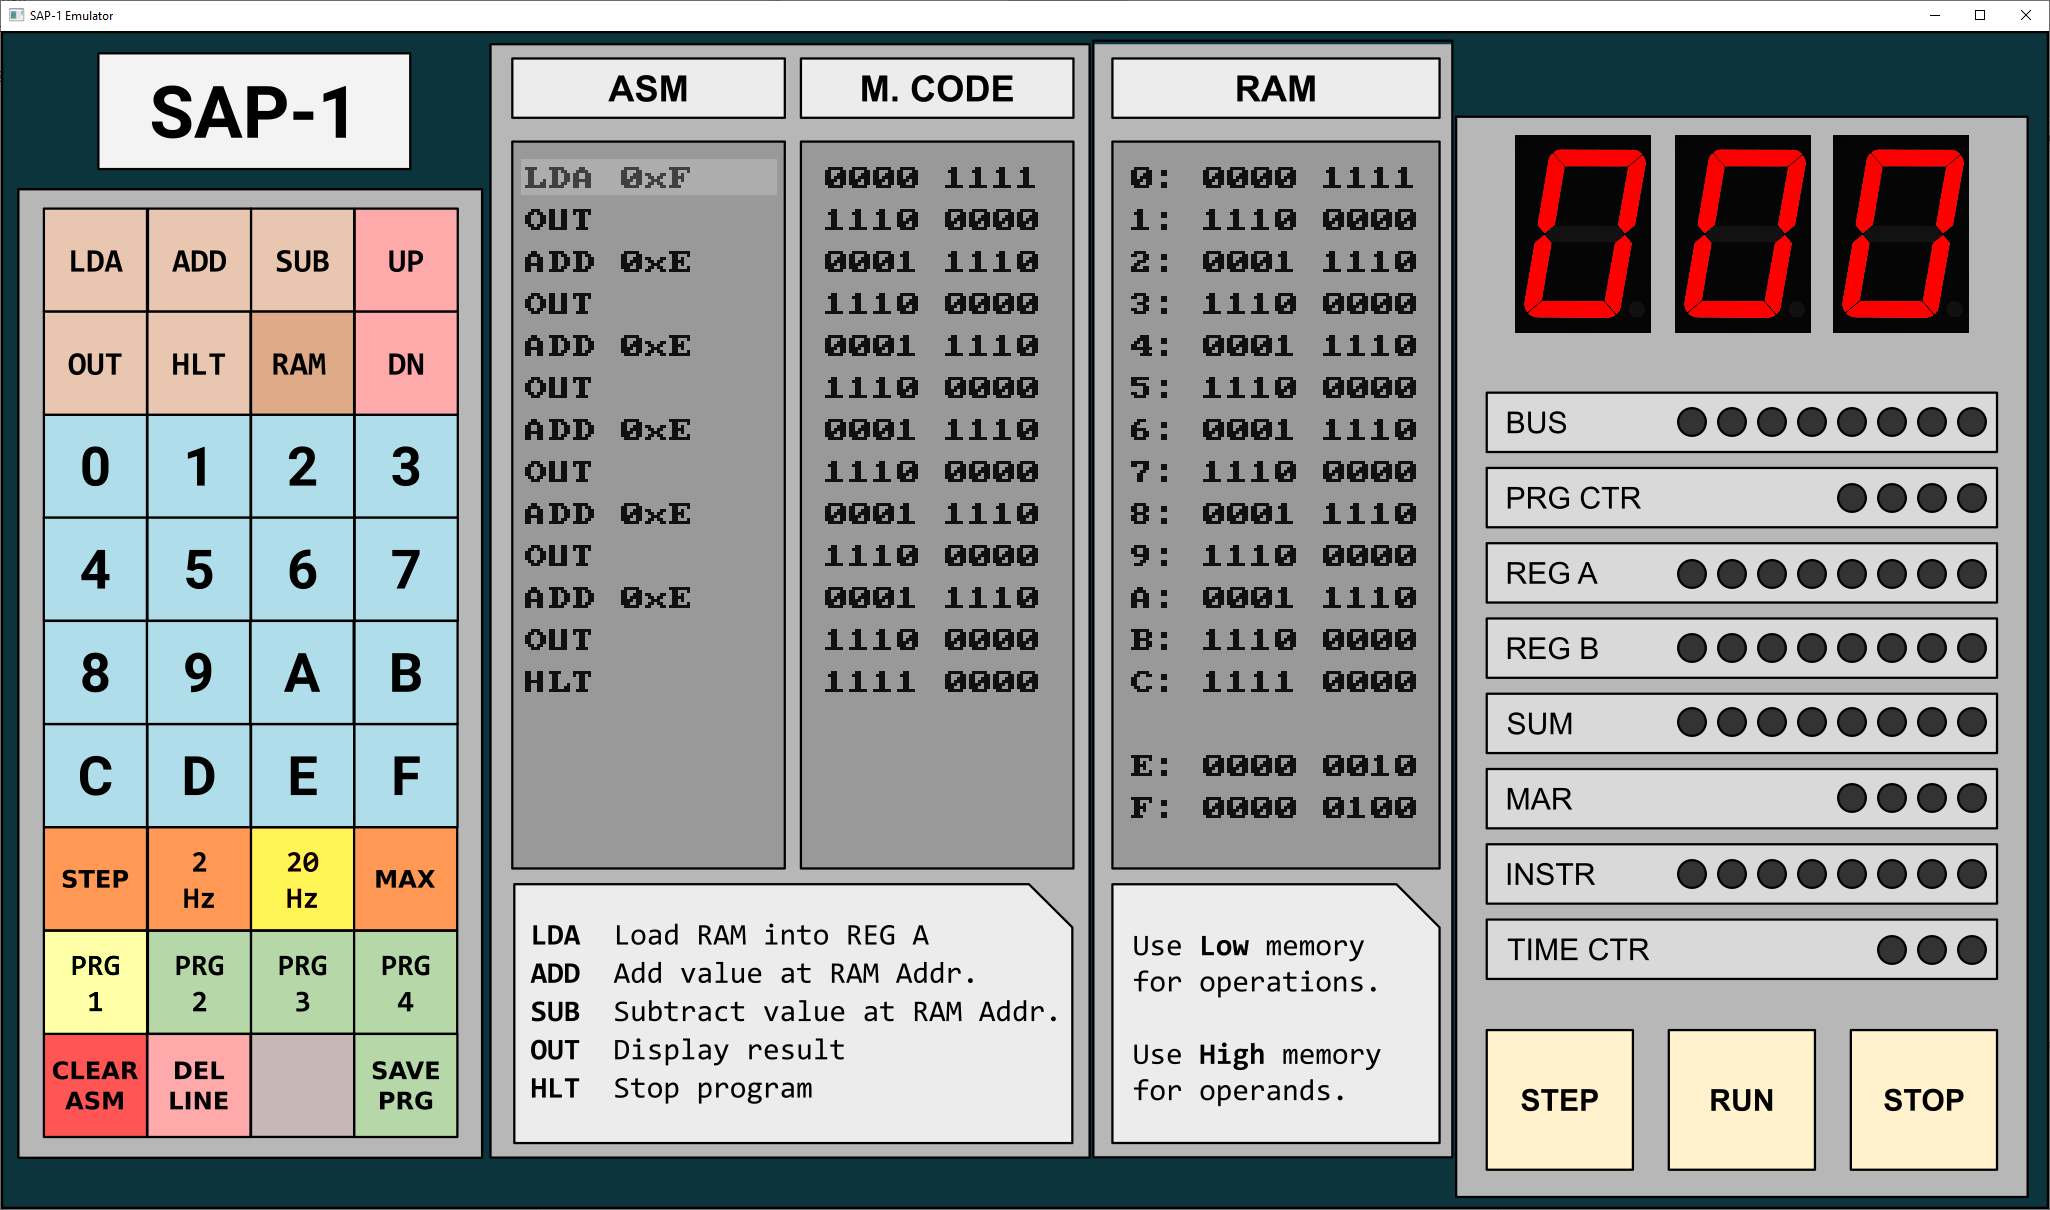 SAP-1 Emulator
SAP-1
LDA ADD SUB UP
OUT HLT RAM DN
0 1 2 3
4 5 6 7
8 9 A B
C D E F
STEP 2 Hz 20 Hz MAX
PRG 1 PRG 2 PRG 3 PRG 4
CLEAR ASM DEL LINE SAVE PRG
ASM M. CODE
LDA 0xF 0000 1111
OUT 1110 0000
ADD 0xE 0001 1110
OUT 1110 0000
ADD 0xE 0001 1110
OUT 1110 0000
ADD 0xE 0001 1110
OUT 1110 0000
ADD 0xE 0001 1110
OUT 1110 0000
ADD 0xE 0001 1110
OUT 1110 0000
HLT 1111 0000
LDA Load RAM into REG A
ADD Add value at RAM Addr.
SUB Subtract value at RAM Addr.
OUT Display result
HLT Stop program
RAM
0: 0000 1111
1: 1110 0000
2: 0001 1110
3: 1110 0000
4: 0001 1110
5: 1110 0000
6: 0001 1110
7: 1110 0000
8: 0001 1110
9: 1110 0000
A: 0001 1110
B: 1110 0000
C: 1111 0000
E: 0000 0010
F: 0000 0100
Use Low memory
for operations.
Use High memory
for operands.
000
BUS
PRG CTR
REG A
REG B
SUM
MAR
INSTR
TIME CTR
STEP RUN STOP